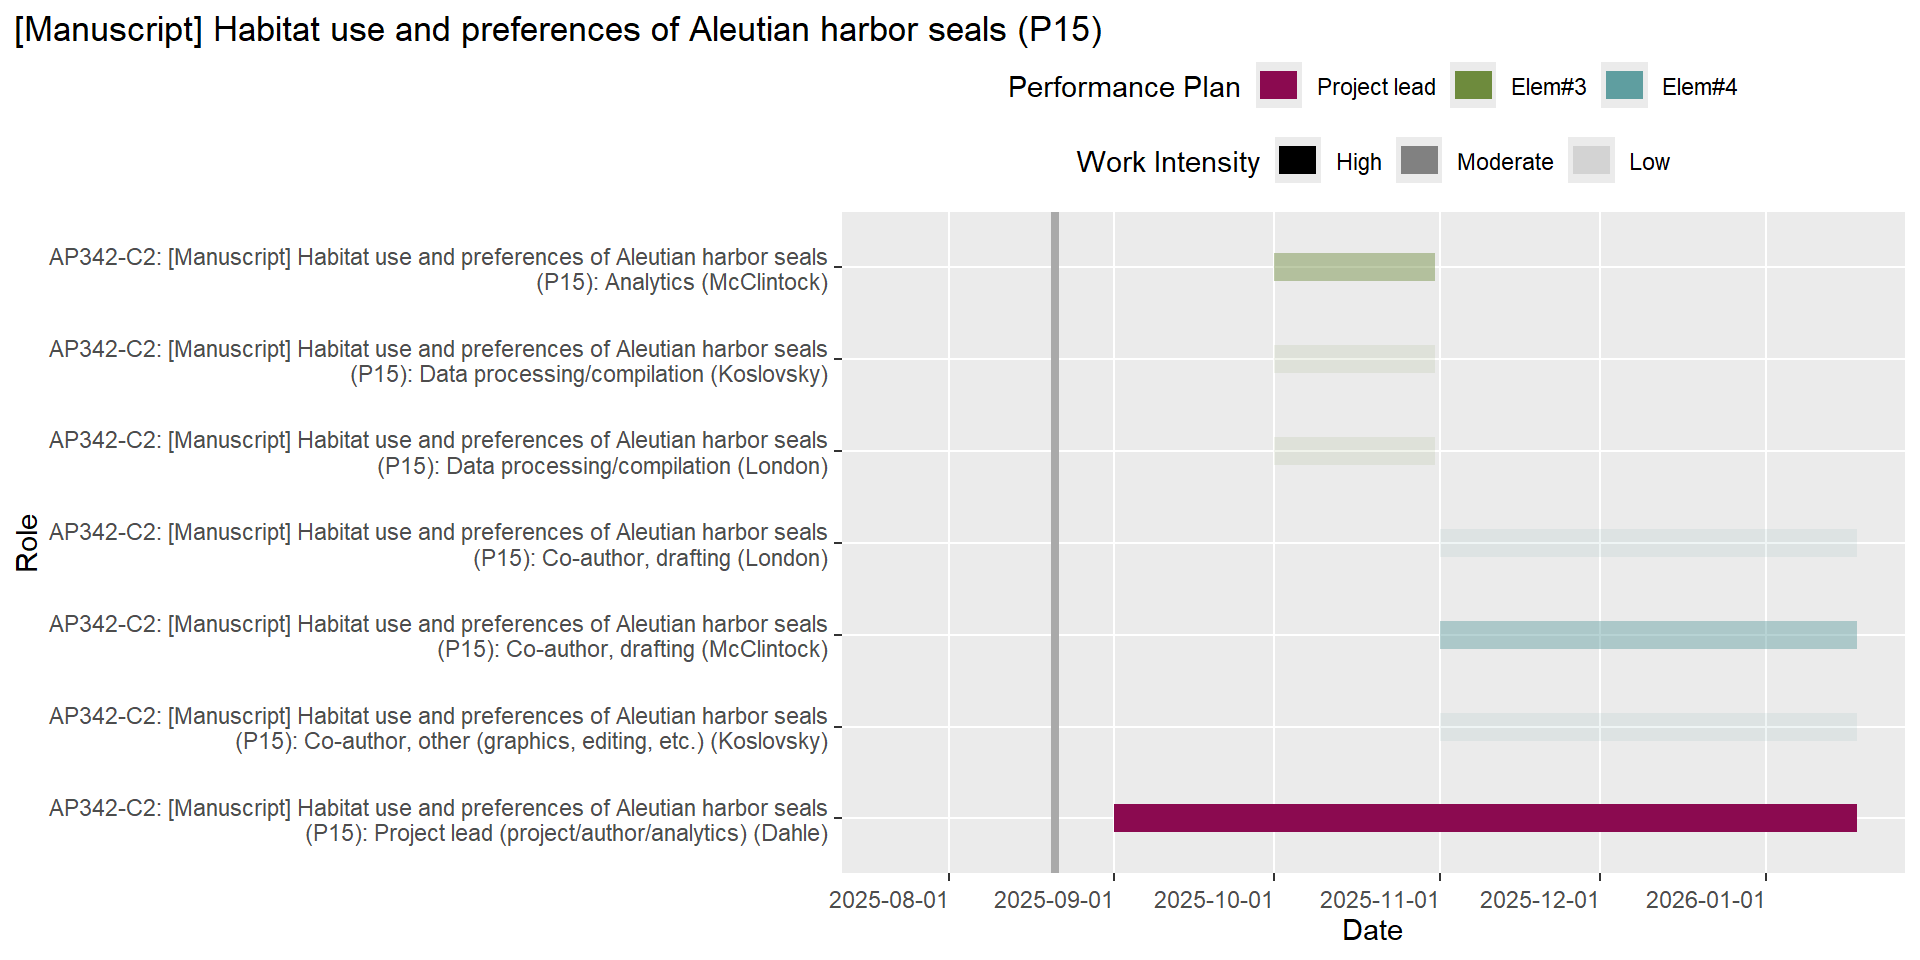 [Manuscript] Habitat use and preferences of Aleutian harbor seals (P15)
Performance Plan Project lead Elem#3 Elem#4
Work Intensity High Moderate Low
AP342-C2: [Manuscript] Habitat use and preferences of Aleutian harbor seals
(P15): Analytics (McClintock)
AP342-C2: [Manuscript] Habitat use and preferences of Aleutian harbor seals
(P15): Data processing/compilation (Koslovsky)
AP342-C2: [Manuscript] Habitat use and preferences of Aleutian harbor seals
(P15): Data processing/compilation (London)
AP342-C2: [Manuscript] Habitat use and preferences of Aleutian harbor seals
(P15): Co-author, drafting (London)
AP342-C2: [Manuscript] Habitat use and preferences of Aleutian harbor seals
(P15): Co-author, drafting (McClintock)
AP342-C2: [Manuscript] Habitat use and preferences of Aleutian harbor seals
(P15): Co-author, other (graphics, editing, etc.) (Koslovsky)
AP342-C2: [Manuscript] Habitat use and preferences of Aleutian harbor seals
(P15): Project lead (project/author/analytics) (Dahle)
Role
2025-08-01 2025-09-01 2025-10-01 2025-11-01 2025-12-01 2026-01-01
Date